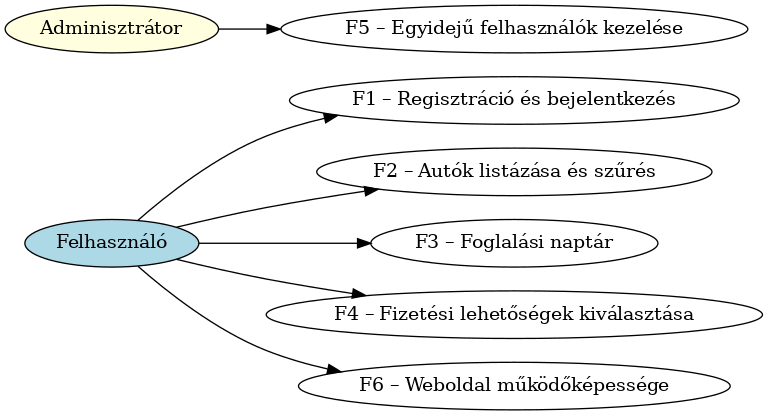 Adminisztrátor
F5 – Egyidejű felhasználók kezelése
F1 – Regisztráció és bejelentkezés
F2 – Autók listázása és szűrés
Felhasználó
F3 – Foglalási naptár
F4 – Fizetési lehetőségek kiválasztása
F6 – Weboldal működőképessége